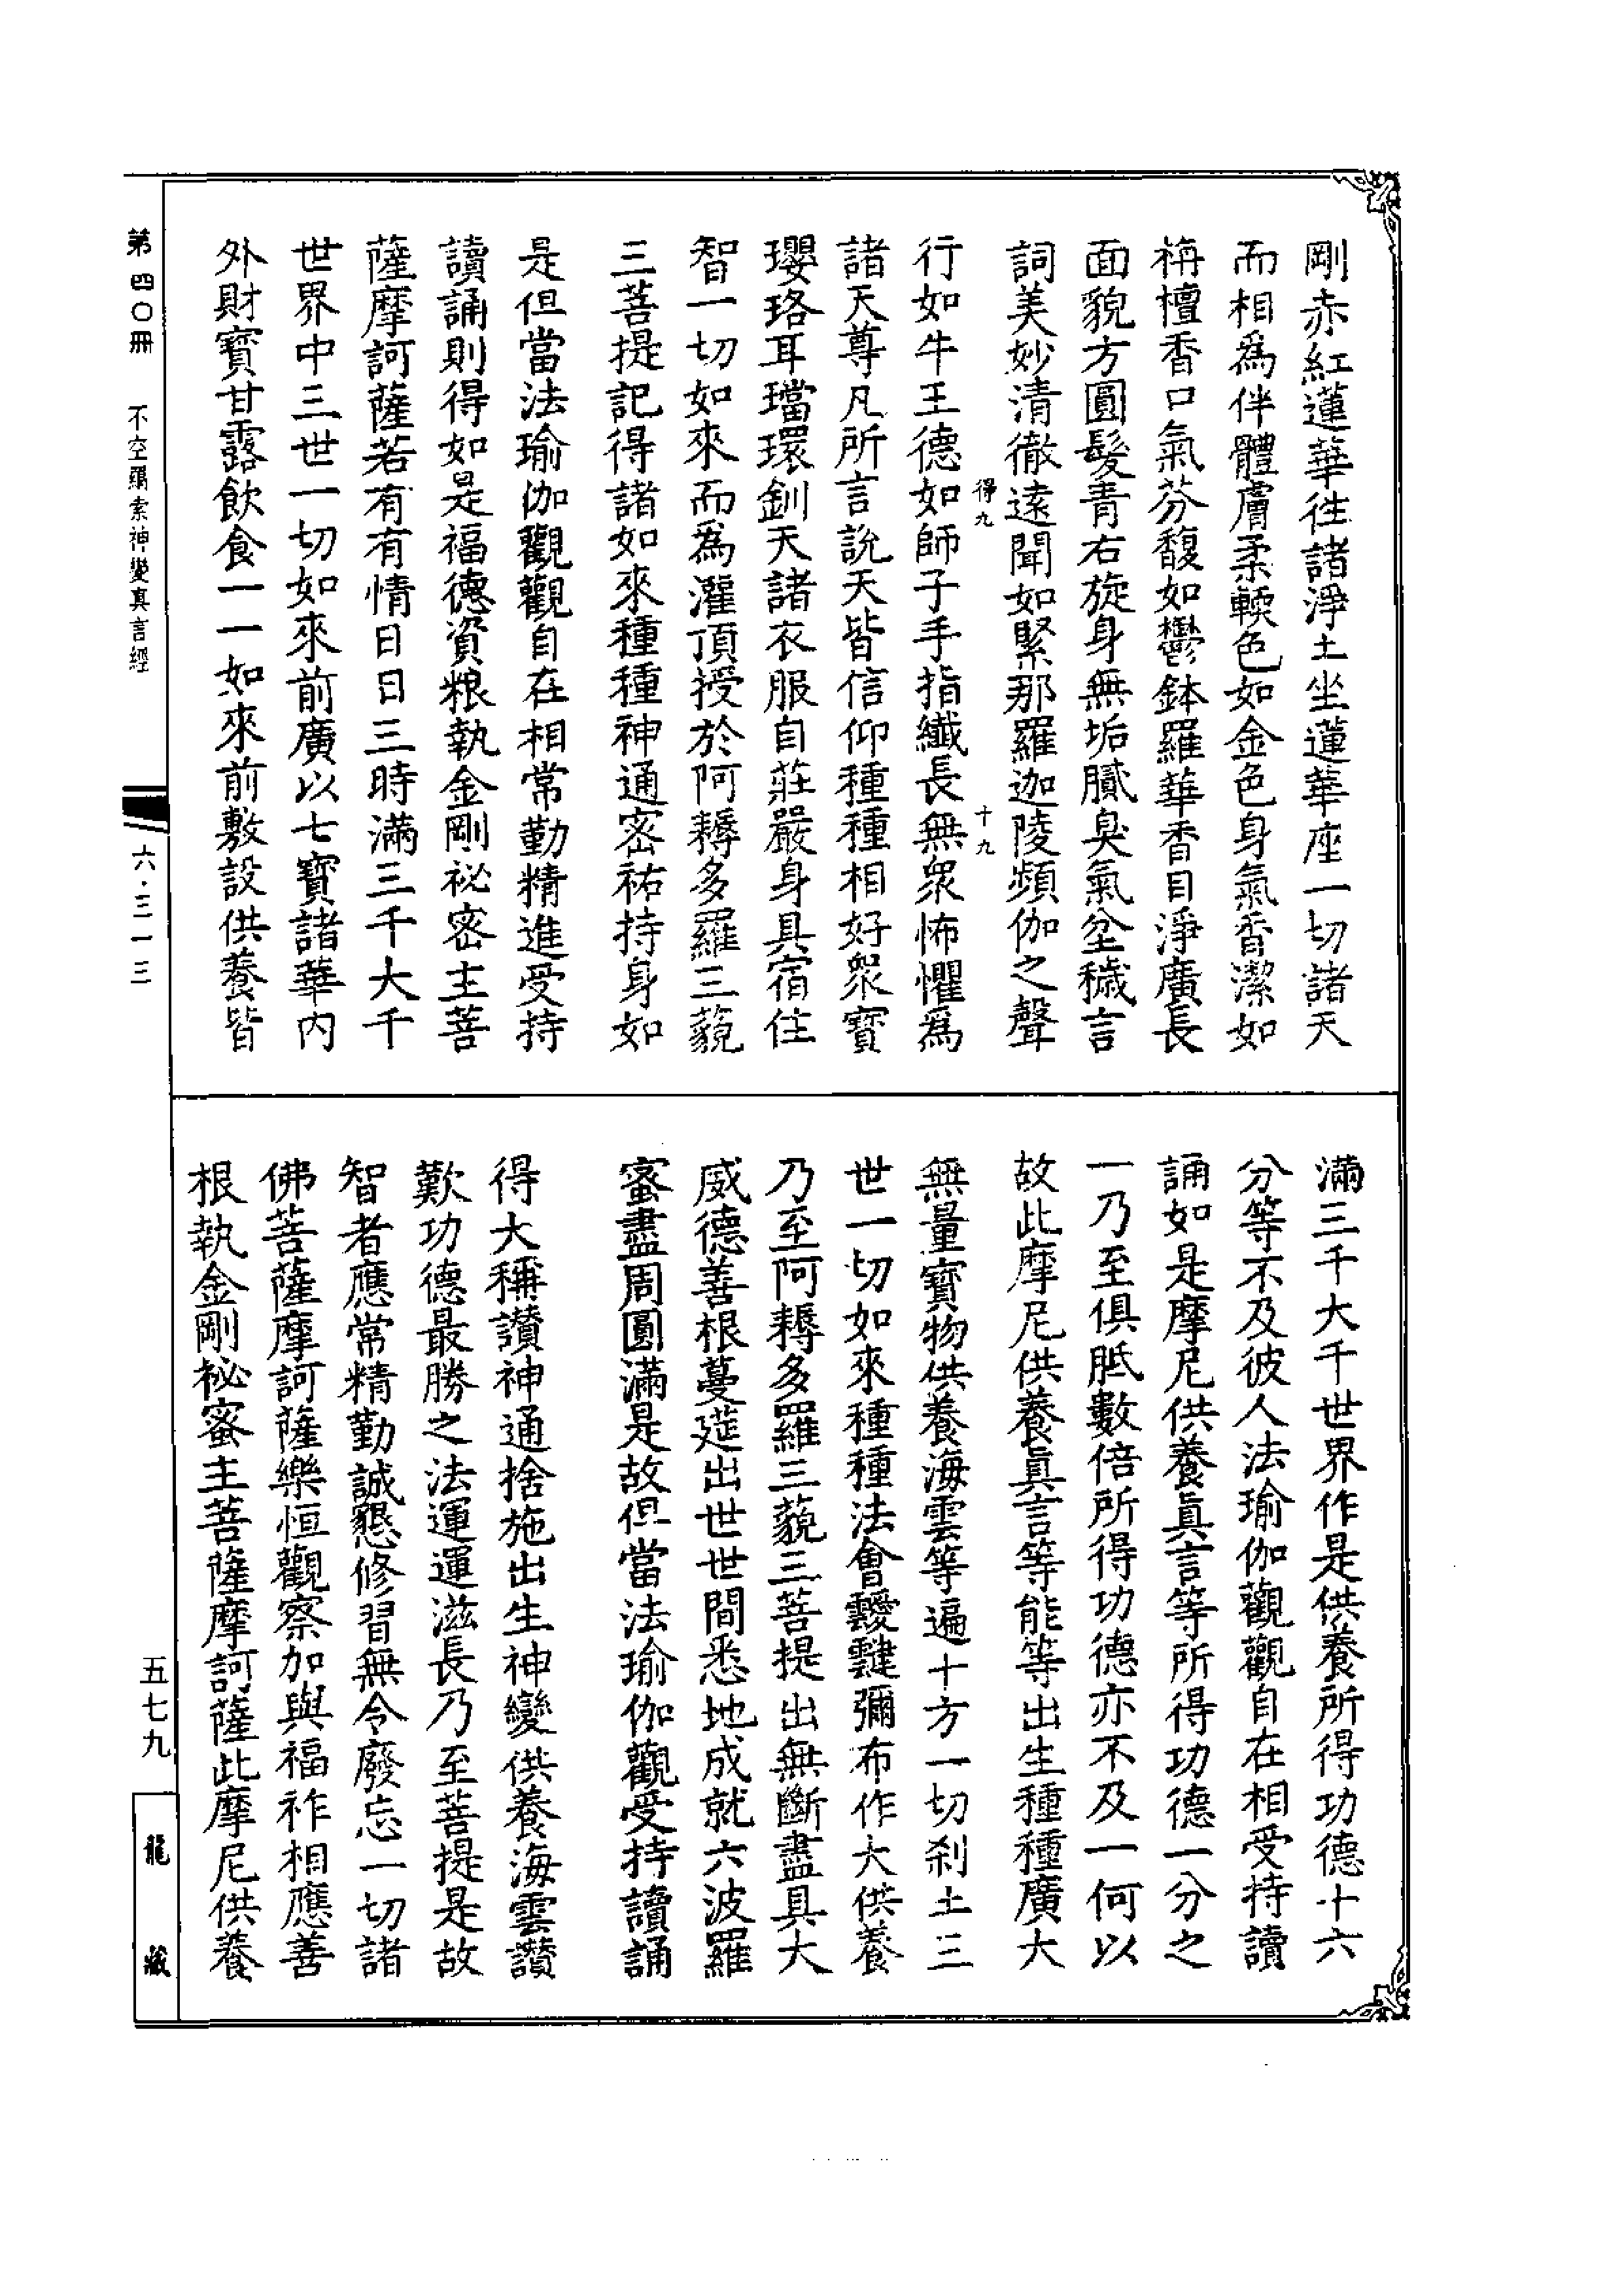 剛赤紅蓮華往諸淨土坐蓮華座一切諸天
而相爲伴體膚柔輭色如金色身氣香潔如
栴檀香口氣芬馥如鬱鉢羅華香目淨廣長
面貌方圓髮青右旋身無垢膩臭氣坌穢言
詞美妙清徹遠聞如緊那羅迦陵頻伽之聲
得九
十九
行如牛王德如師子手指纖長無衆怖懼爲
諸天尊凡所言說天皆信仰種種相好衆寶
瓔珞耳璫環釧天諸衣服自莊嚴身具宿住
智一切如來而爲灌頂授於阿耨多羅三藐
三菩提記得諸如來種種神通密祐持身如
是但當法瑜伽觀觀自在相常勤精進受持
讀誦則得如是福德資粮執金剛祕密主菩
薩摩訶薩若有有情日日三時滿三千大千
世界中三世一切如來前廣以七寶諸華内
外財寶甘露飲食一一如來前敷設供養皆
滿三千大千世界作是供養所得功德十六
分等不及彼人法瑜伽觀觀自在相受持讀
誦如是摩尼供養眞言等所得功德一分之
一乃至俱胝數倍所得功德亦不及一何以
故此摩尼供養眞言等能等出生種種廣大
無量寶物供養海雲等遍十方一切刹土三
世一切如來種種法會靉靆彌布作大供養
乃至阿耨多羅三藐三菩提出無斷盡具大
威德善根蔓莚出世世間悉地成就六波羅
蜜盡周圓滿是故但當法瑜伽觀受持讀誦
得大稱讃神通捨施出生神變供養海雲讃
歎功德最勝之法運運滋長乃至菩提是故
智者應常精勤誠懇修習無令廢忘一切諸
佛菩薩摩訶薩樂恒觀察加與福祚相應善
根執金剛祕蜜主菩薩摩訶薩此摩尼供養
第四〇冊 不空羂索神變真言經
六·三一三
五七九
龍藏